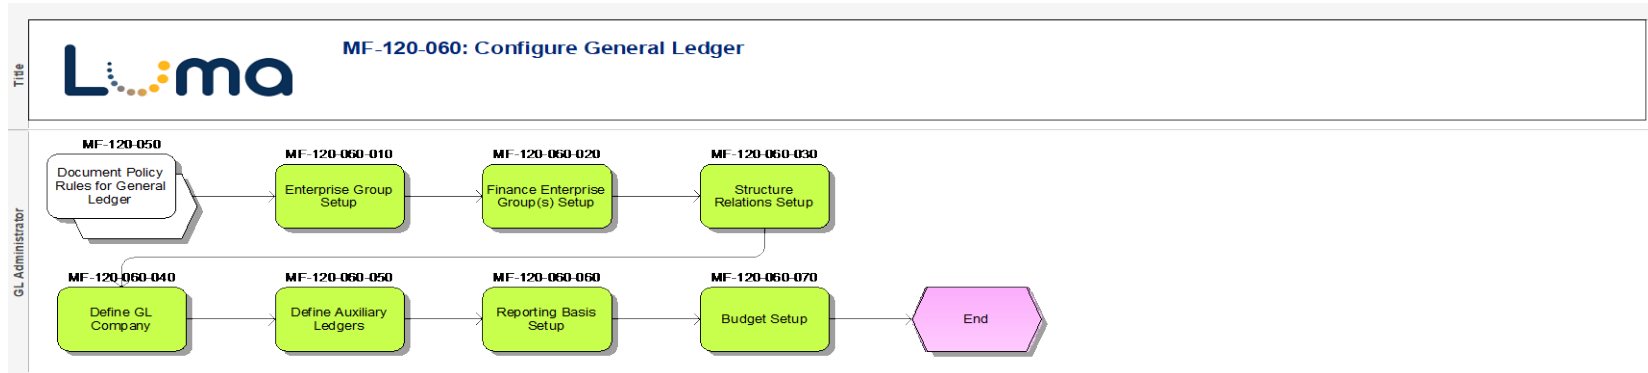 Title
Luma
MF-120-060: Configure General Ledger
GL Administrator
MF-120-050
Document Policy
Rules for General
Ledger
MF-120-060-010
Enterprise Group
Setup
MF-120-060-020
Finance Enterprise
Group(s) Setup
MF-120-060-030
Structure
Relations Setup
MF-120-060-040
Define GL
Company
MF-120-060-050
Define Auxiliary
Ledgers
MF-120-060-060
Reporting Basis
Setup
MF-120-060-070
Budget Setup
End